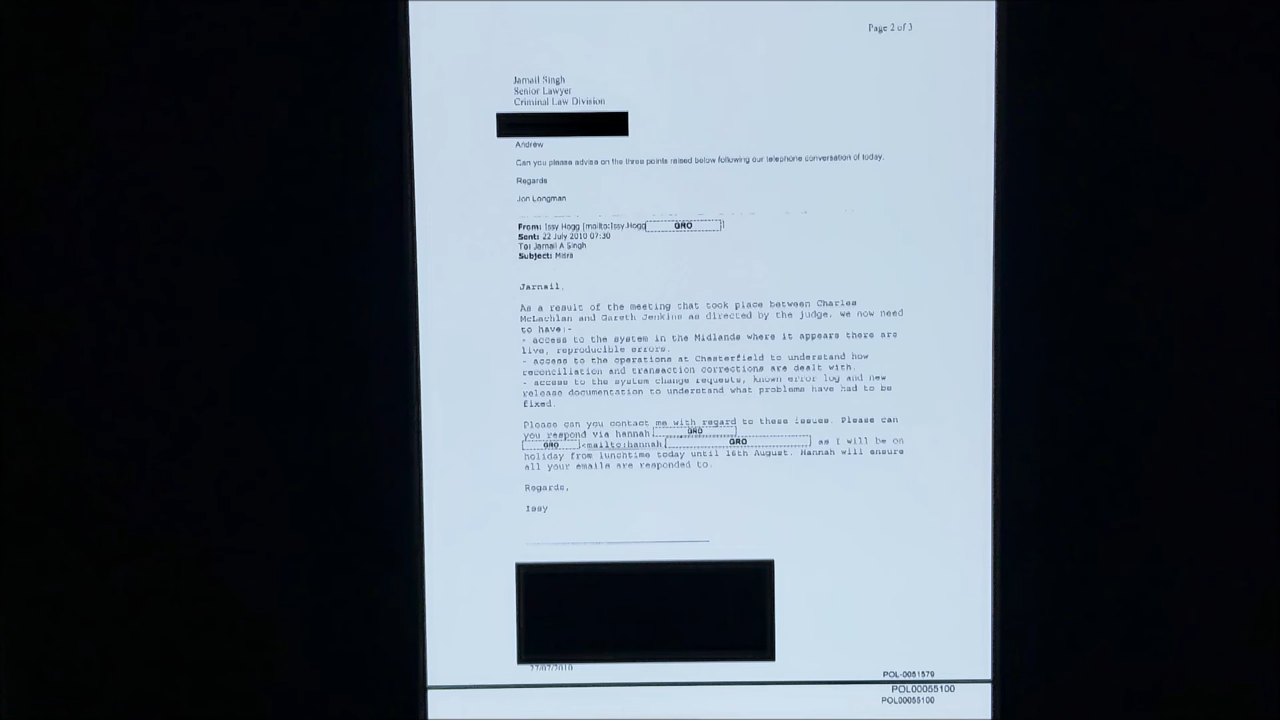 Page 2 of 3
Jarnail Singh
Senior Lawyer
Criminal Law Division
Andrew
Can you please advise on the three points raised below following our telephone conversation of today.
Regards
Jon Longman
From: Issy Hogg [mailto:Issy.Hogg GRO ]
Sent: 22 July 2010 07:30
To: Jarnail A Singh
Subject: Misra
Jarnail,
As a result of the meeting that took place between Charles
McLachlan and Gareth Jenkins as directed by the judge, we now need
to have:-
- access to the system in the Midlands where it appears there are
live, reproducible errors.
- access to the operations at Chesterfield to understand how
reconciliation and transaction corrections are dealt with.
- access to the system change requests, known error log and new
release documentation to understand what problems have had to be
fixed.
Please can you contact me with regard to these issues. Please can
you respond via hannah GRO
GRO <mailto:hannah GRO as I will be on
holiday from lunchtime today until 16th August. Hannah will ensure
all your emails are responded to.
Regards,
Issy
27/07/2010
POL-0051579
POL00055100
POL00055100